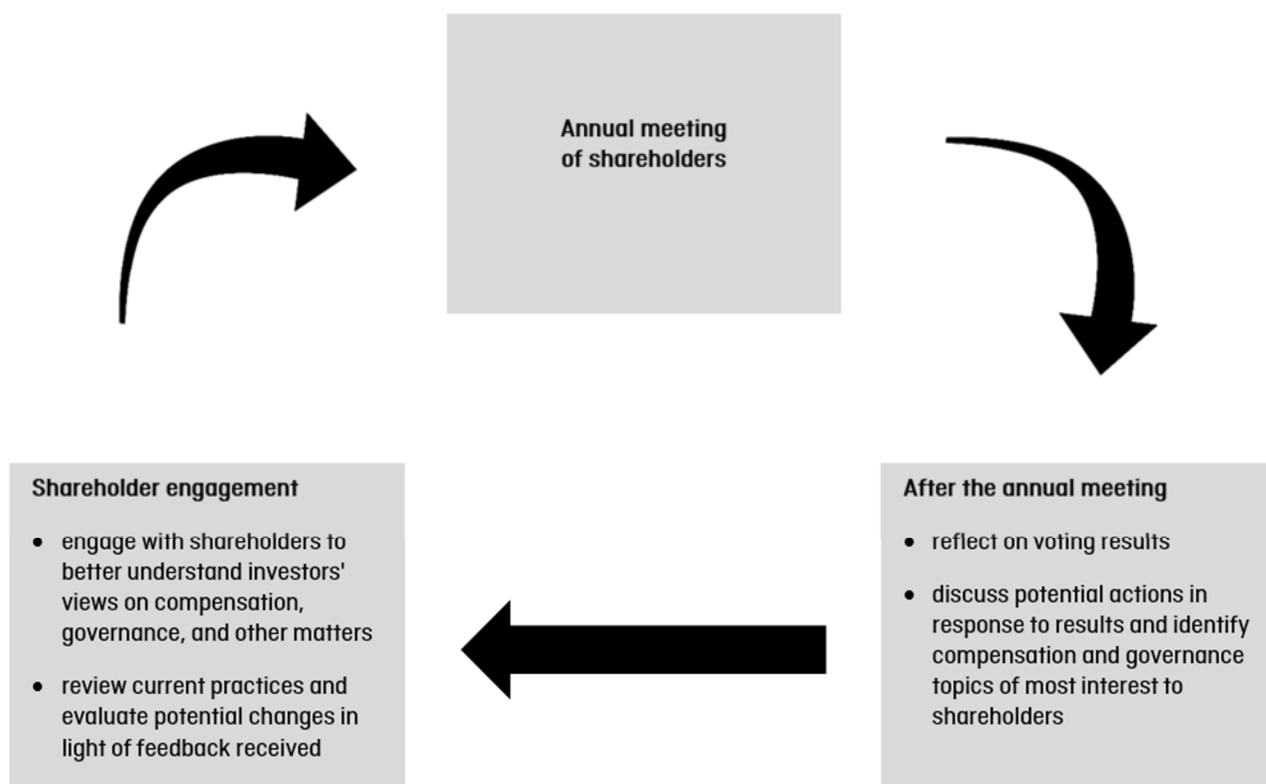 Annual meeting
of shareholders
Shareholder engagement
• engage with shareholders to
better understand investors'
views on compensation,
governance, and other matters
• review current practices and
evaluate potential changes in
light of feedback received
After the annual meeting
• reflect on voting results
• discuss potential actions in
response to results and identify
compensation and governance
topics of most interest to
shareholders